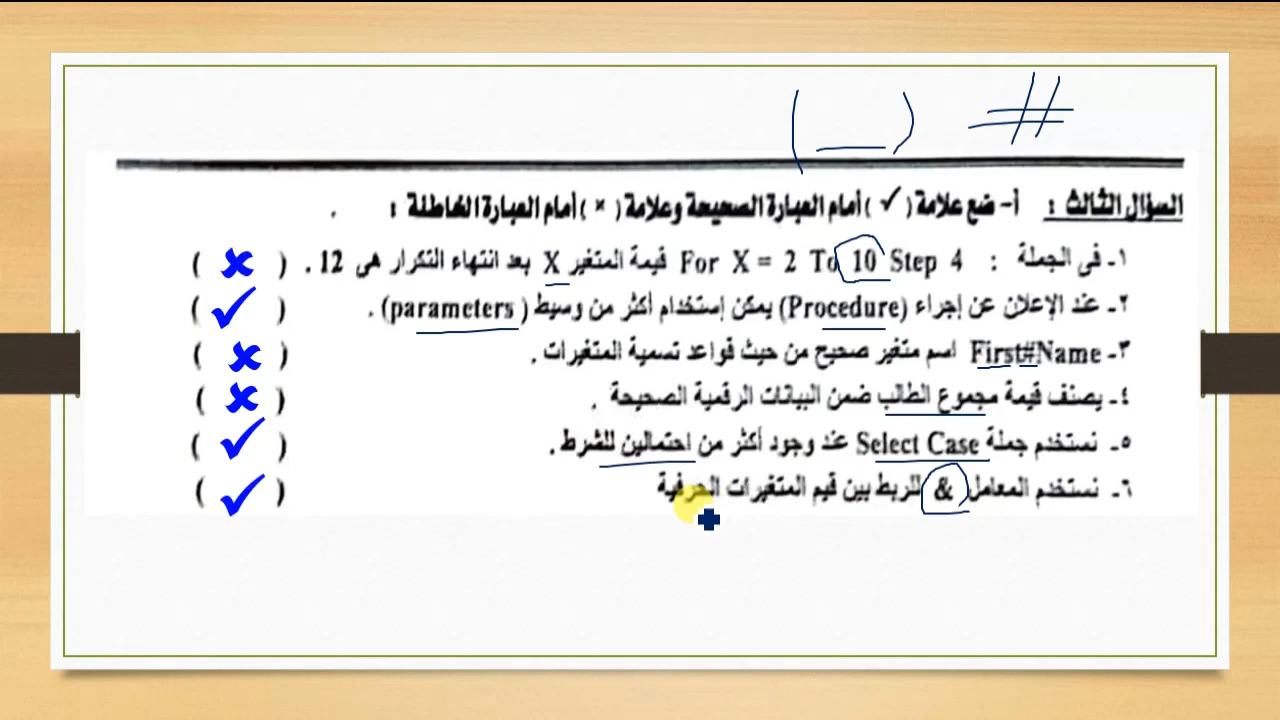 ( __ ) #
السؤال الثالث : أ- ضع علامة ( ✓ ) أمام العبارة الصحيحة وعلامة ( × ) أمام العبارة الخاطئة :
١- فى الجملة : For X = 2 To 10 Step 4 قيمة المتغير X بعد انتهاء التكرار هى 12 . ( × )
٢- عند الإعلان عن إجراء (Procedure) يمكن إستخدام أكثر من وسيط (parameters) . ( ✓ )
٣- First#Name اسم متغير صحيح من حيث قواعد تسمية المتغيرات . ( × )
٤- يصنف قيمة مجموع الطالب ضمن البيانات الرقمية الصحيحة . ( × )
٥- نستخدم جملة Select Case عند وجود أكثر من احتمالين للشرط . ( ✓ )
٦- نستخدم المعامل & للربط بين قيم المتغيرات الحرفية ( ✓ )